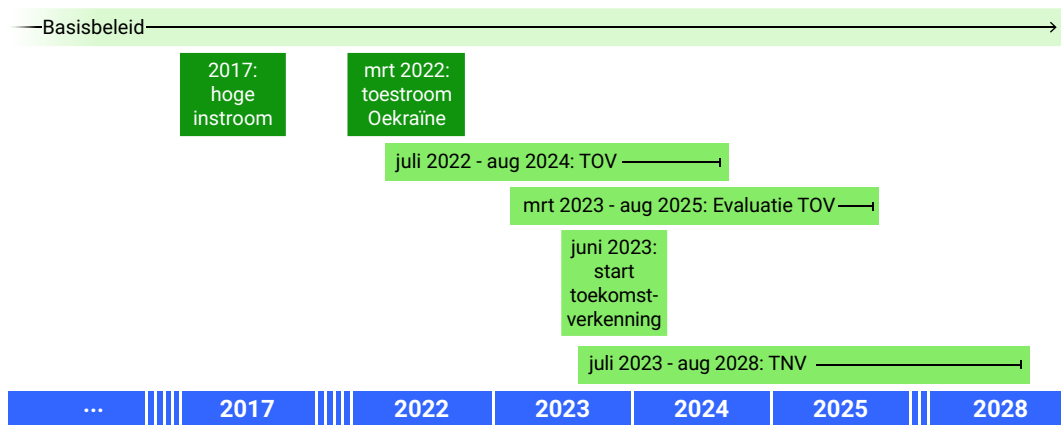 Basisbeleid
2017:
hoge
instroom
mrt 2022:
toestroom
Oekraïne
juli 2022 - aug 2024: TOV
mrt 2023 - aug 2025: Evaluatie TOV
juni 2023:
start
toekomst-
verkenning
juli 2023 - aug 2028: TNV
... 2017 2022 2023 2024 2025 2028